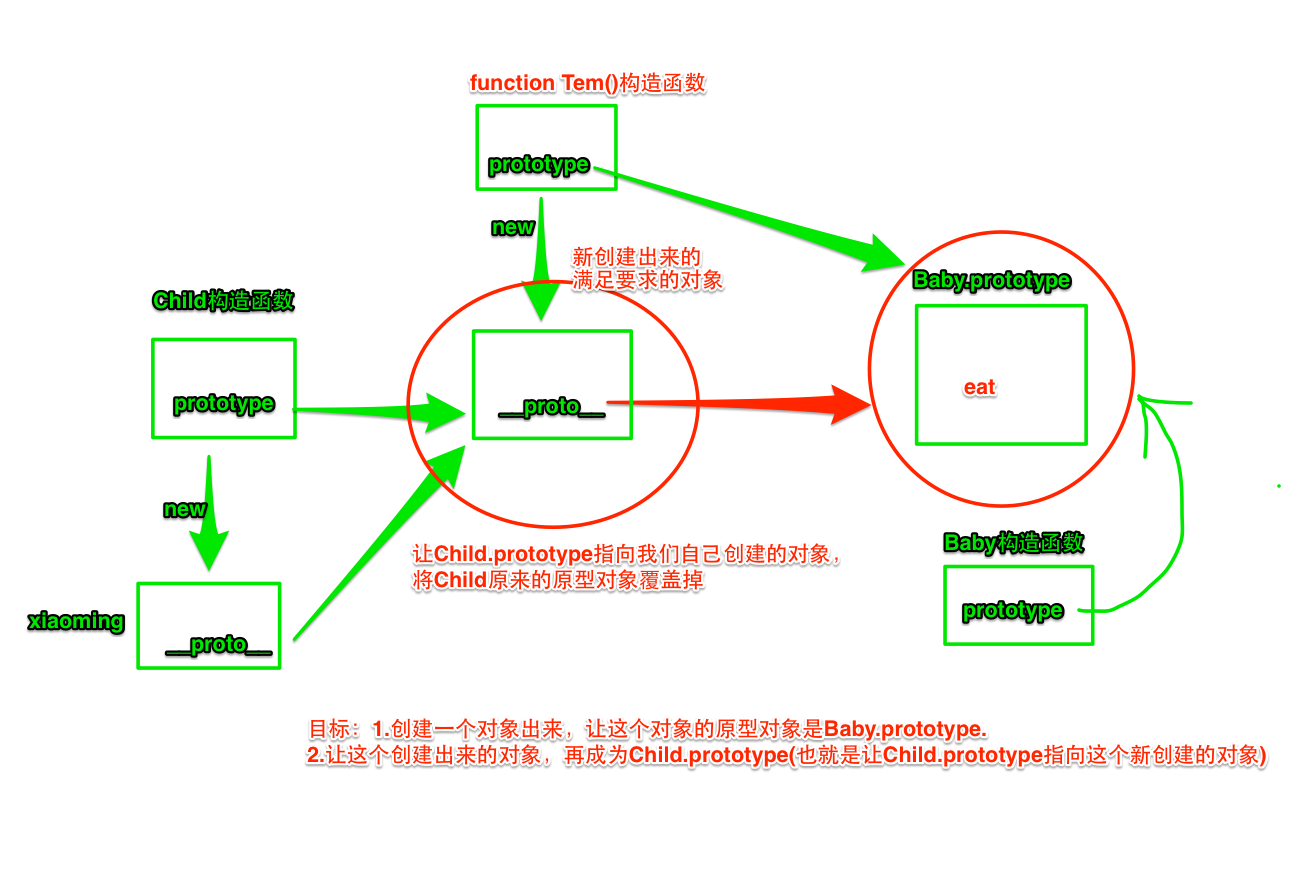 function Tem()构造函数
prototype
new
新创建出来的
满足要求的对象
Baby.prototype
Child构造函数
eat
prototype
__proto__
new
Baby构造函数
让Child.prototype指向我们自己创建的对象，
将Child原来的原型对象覆盖掉
prototype
xiaoming
__proto__
目标：1.创建一个对象出来，让这个对象的原型对象是Baby.prototype.
2.让这个创建出来的对象，再成为Child.prototype(也就是让Child.prototype指向这个新创建的对象)